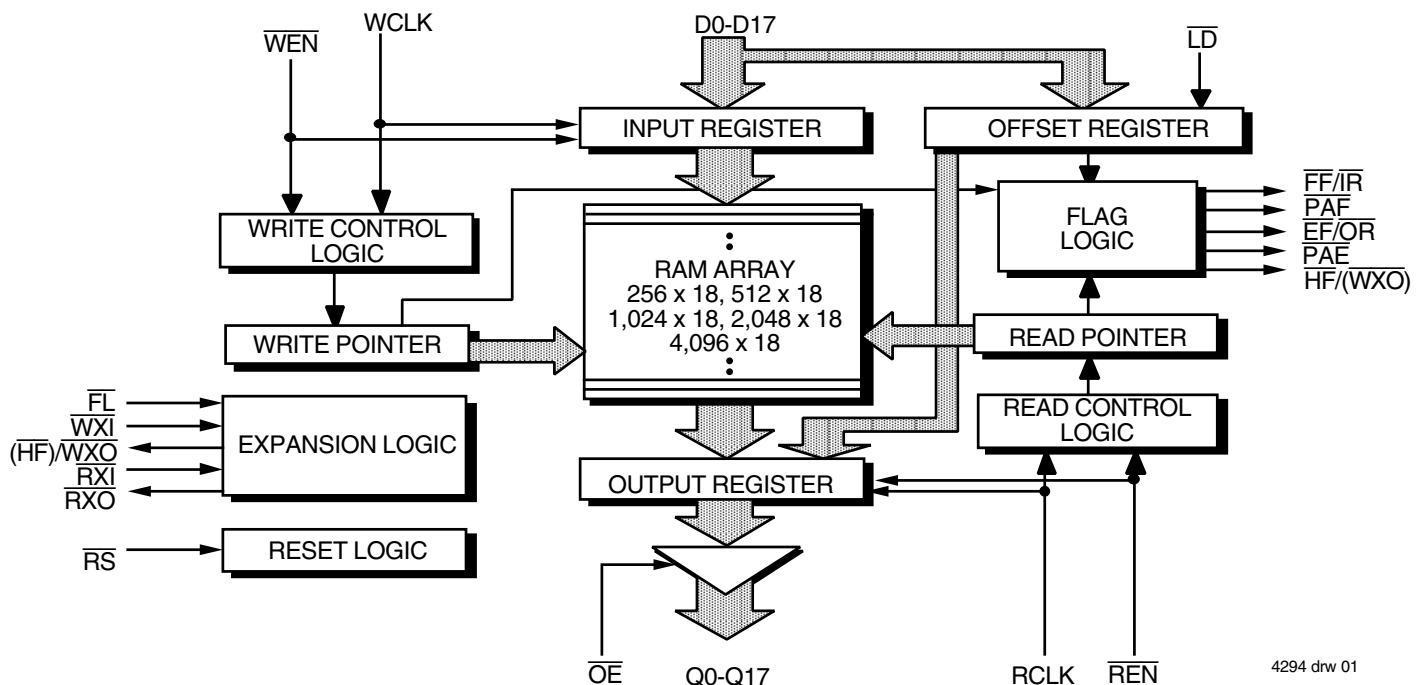 WEN
WCLK
D0-D17
LD
INPUT REGISTER
OFFSET REGISTER
WRITE CONTROL
LOGIC
FLAG
LOGIC
FF/IR
PAF
EF/OR
PAE
HF/(WXO)
RAM ARRAY
256 x 18, 512 x 18
1,024 x 18, 2,048 x 18
4,096 x 18
WRITE POINTER
READ POINTER
FL
WXI
(HF)/WXO
RXI
RXO
EXPANSION LOGIC
READ CONTROL
LOGIC
OUTPUT REGISTER
RS
RESET LOGIC
OE
Q0-Q17
RCLK
REN
4294 drw 01